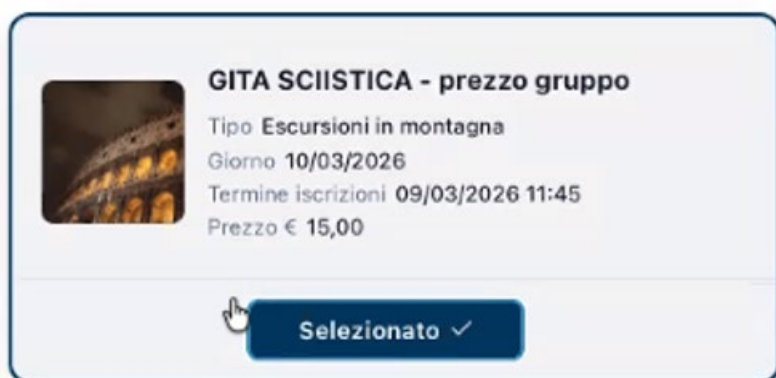 GITA SCIISTICA - prezzo gruppo
Tipo Escursioni in montagna
Giorno 10/03/2026
Termine iscrizioni 09/03/2026 11:45
Prezzo € 15,00
Selezionato ✓